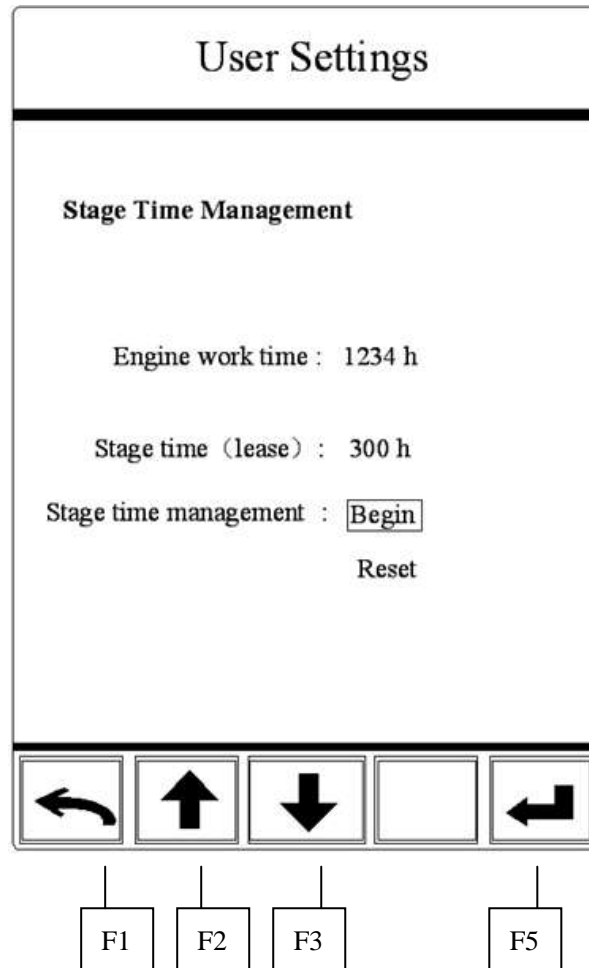 User Settings
Stage Time Management
Engine work time : 1234 h
Stage time（lease）: 300 h
Stage time management : Begin
Reset
F1 F2 F3 F5